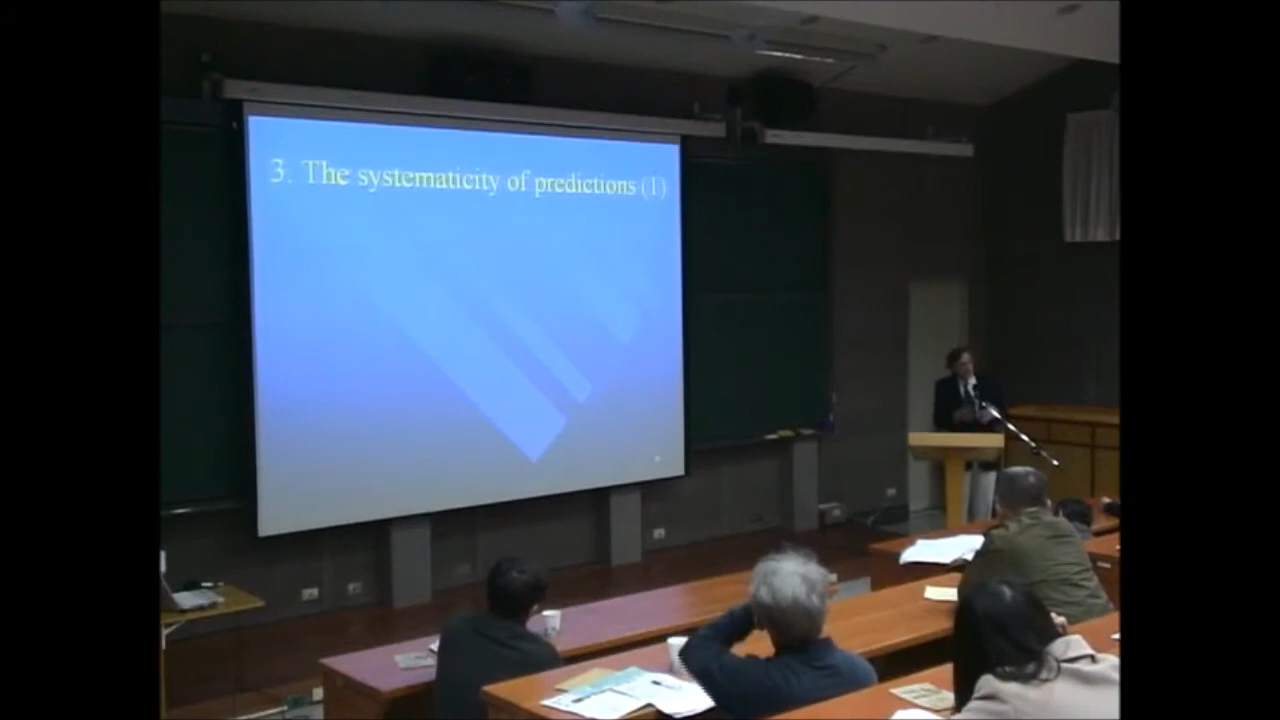 3. The systematicity of predictions (1)